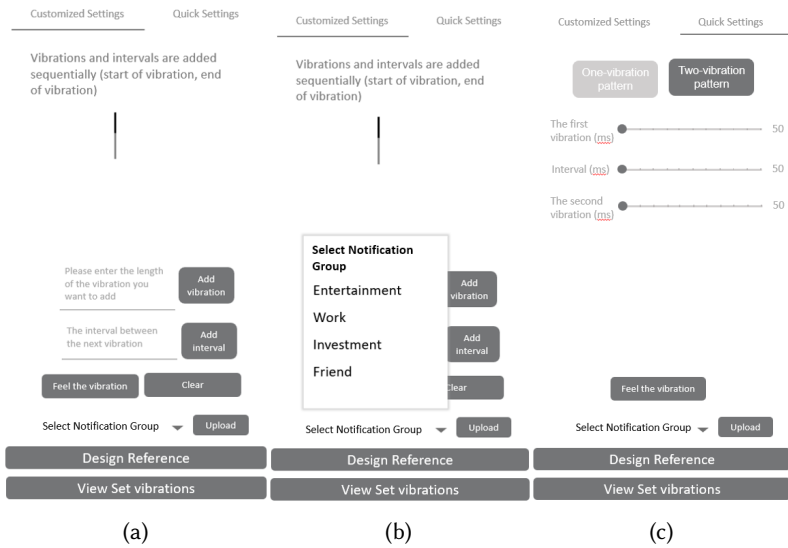 Customized Settings
Quick Settings
Vibrations and intervals are added
sequentially (start of vibration, end
of vibration)
Please enter the length
of the vibration you
want to add
Add
vibration
The interval between
the next vibration
Add
interval
Feel the vibration
Clear
Select Notification Group
Upload
Design Reference
View Set vibrations
(a)
Customized Settings
Quick Settings
Vibrations and intervals are added
sequentially (start of vibration, end
of vibration)
Select Notification
Group
Entertainment
Work
Investment
Friend
Add
vibration
Add
interval
Clear
Select Notification Group
Upload
Design Reference
View Set vibrations
(b)
Customized Settings
Quick Settings
One-vibration
pattern
Two-vibration
pattern
The first
vibration (ms)
50
Interval (ms)
50
The second
vibration (ms)
50
Feel the vibration
Select Notification Group
Upload
Design Reference
View Set vibrations
(c)